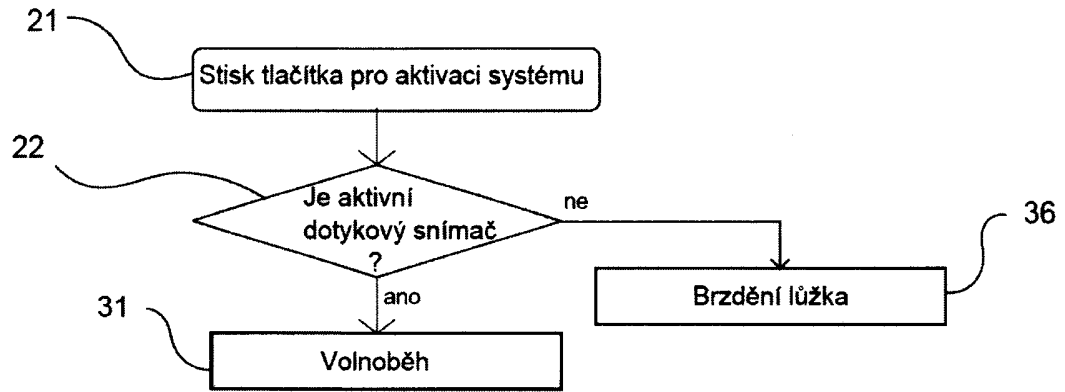 21
Stisk tlačítka pro aktivaci systému
22
Je aktivní
dotykový snímač
?
ne
36
Brzdění lůžka
ano
31
Volnoběh